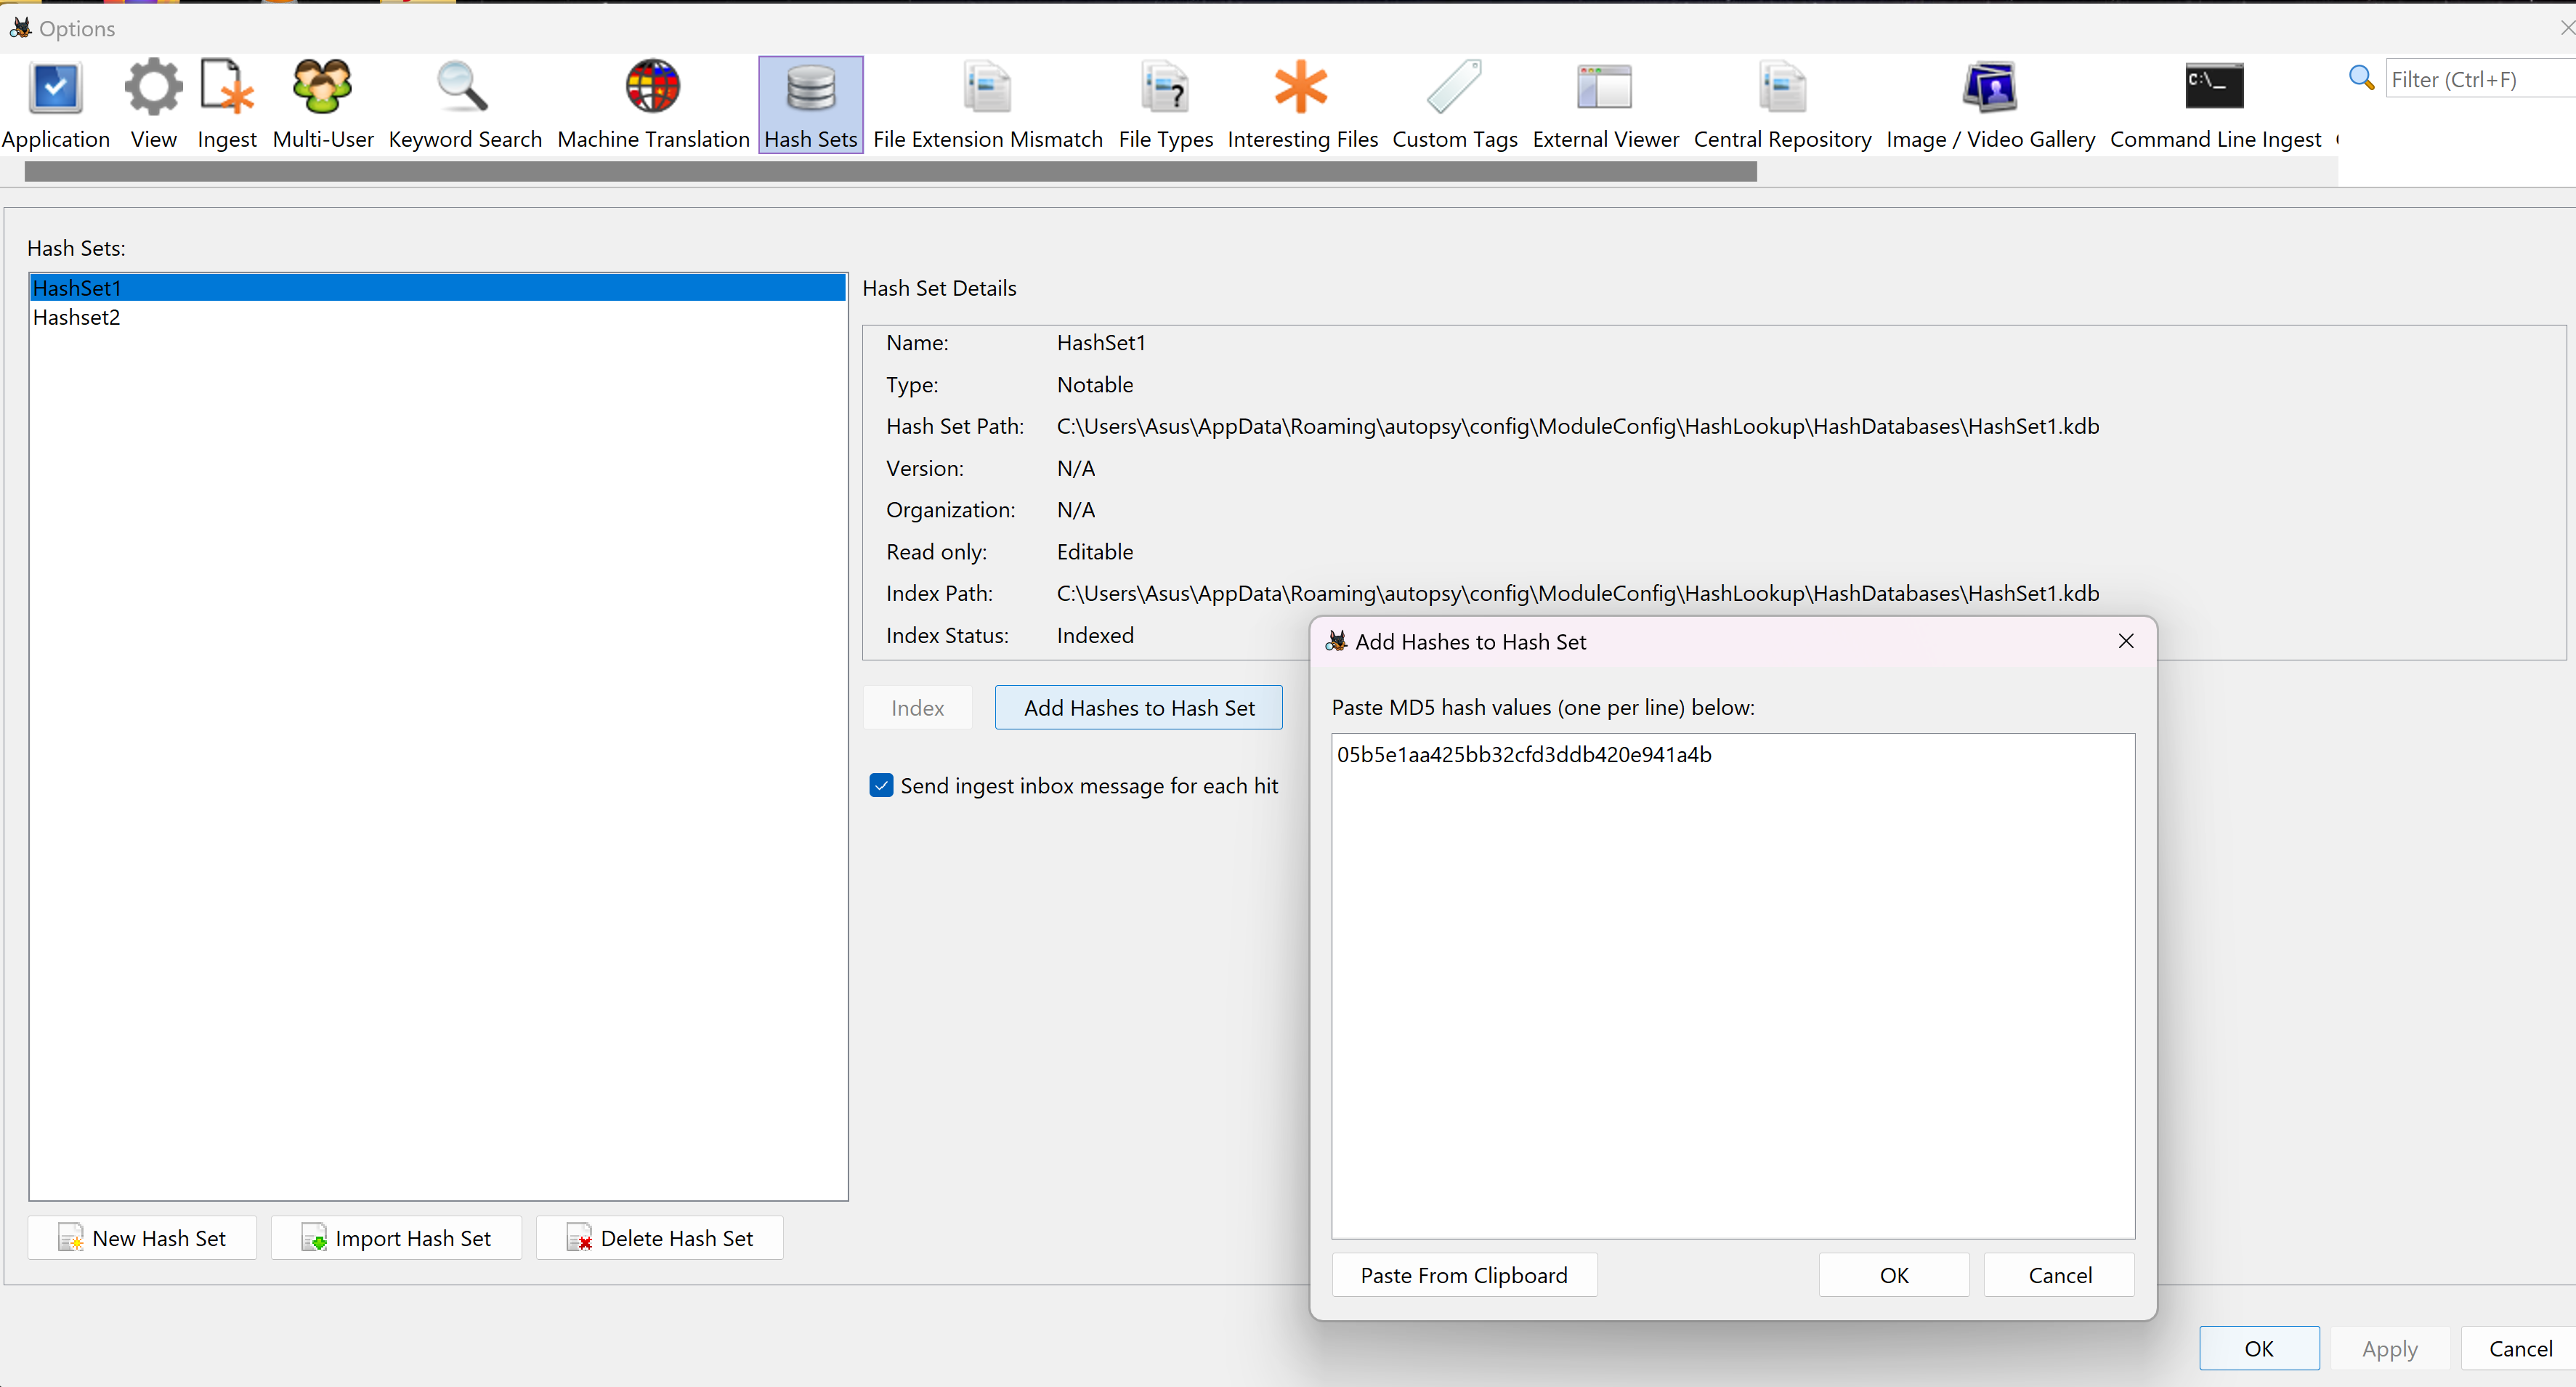 Options
Application View Ingest Multi-User Keyword Search Machine Translation Hash Sets File Extension Mismatch File Types Interesting Files Custom Tags External Viewer Central Repository Image / Video Gallery Command Line Ingest
C:\_
Filter (Ctrl+F)
Hash Sets:
HashSet1
Hashset2
Hash Set Details
Name: HashSet1
Type: Notable
Hash Set Path: C:\Users\Asus\AppData\Roaming\autopsy\config\ModuleConfig\HashLookup\HashDatabases\HashSet1.kdb
Version: N/A
Organization: N/A
Read only: Editable
Index Path: C:\Users\Asus\AppData\Roaming\autopsy\config\ModuleConfig\HashLookup\HashDatabases\HashSet1.kdb
Index Status: Indexed
Index Add Hashes to Hash Set
Send ingest inbox message for each hit
Add Hashes to Hash Set
Paste MD5 hash values (one per line) below:
05b5e1aa425bb32cfd3ddb420e941a4b
Paste From Clipboard OK Cancel
New Hash Set Import Hash Set Delete Hash Set
OK Apply Cancel